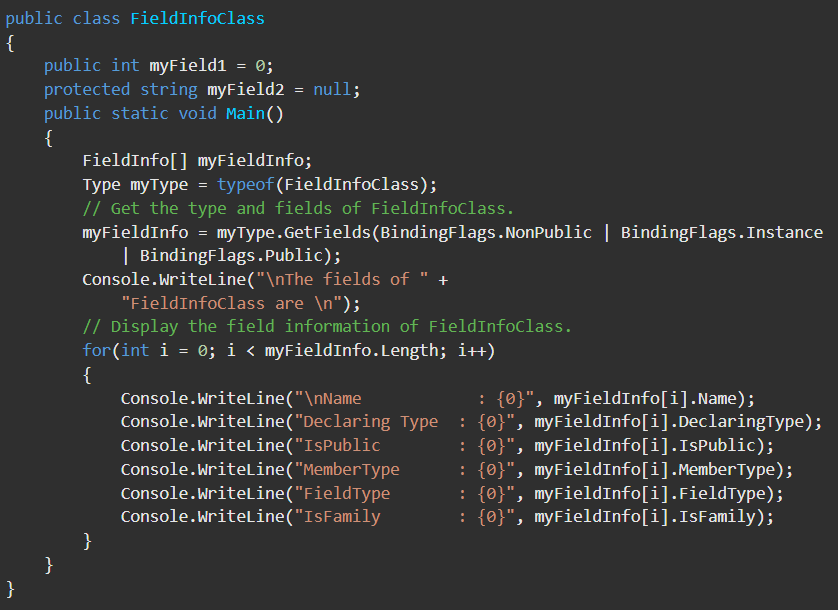 public class FieldInfoClass
{
    public int myField1 = 0;
    protected string myField2 = null;
    public static void Main()
    {
        FieldInfo[] myFieldInfo;
        Type myType = typeof(FieldInfoClass);
        // Get the type and fields of FieldInfoClass.
        myFieldInfo = myType.GetFields(BindingFlags.NonPublic | BindingFlags.Instance
            | BindingFlags.Public);
        Console.WriteLine("\nThe fields of " +
            "FieldInfoClass are \n");
        // Display the field information of FieldInfoClass.
        for(int i = 0; i < myFieldInfo.Length; i++)
        {
            Console.WriteLine("\nName            : {0}", myFieldInfo[i].Name);
            Console.WriteLine("Declaring Type  : {0}", myFieldInfo[i].DeclaringType);
            Console.WriteLine("IsPublic        : {0}", myFieldInfo[i].IsPublic);
            Console.WriteLine("MemberType      : {0}", myFieldInfo[i].MemberType);
            Console.WriteLine("FieldType       : {0}", myFieldInfo[i].FieldType);
            Console.WriteLine("IsFamily        : {0}", myFieldInfo[i].IsFamily);
        }
    }
}